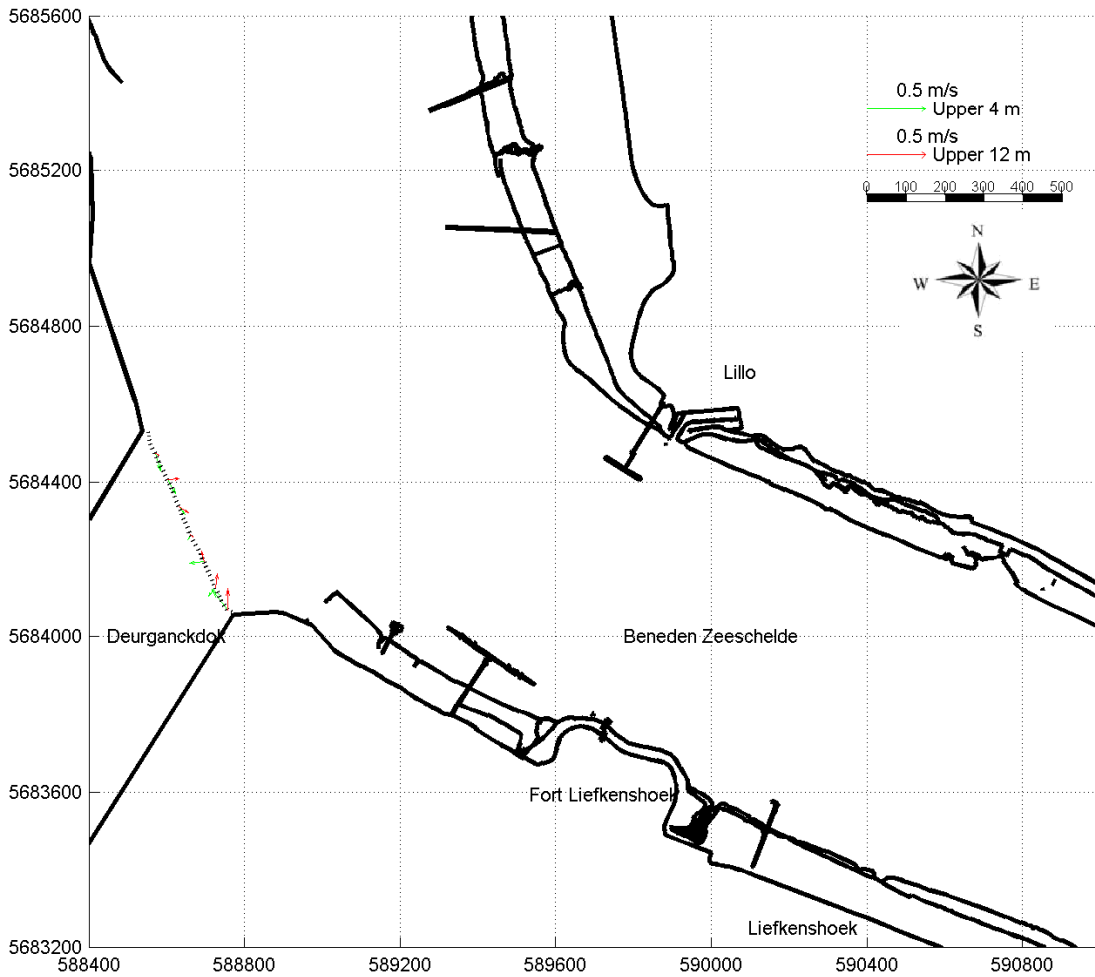 5685600
5685200
5684800
5684400
5684000
5683600
5683200
588400 588800 589200 589600 590000 590400 590800
0.5 m/s
Upper 4 m
0.5 m/s
Upper 12 m
0 100 200 300 400 500
N
W E
S
Lillo
Deurganckdok
Beneden Zeeschelde
Fort Liefkenshoek
Liefkenshoek